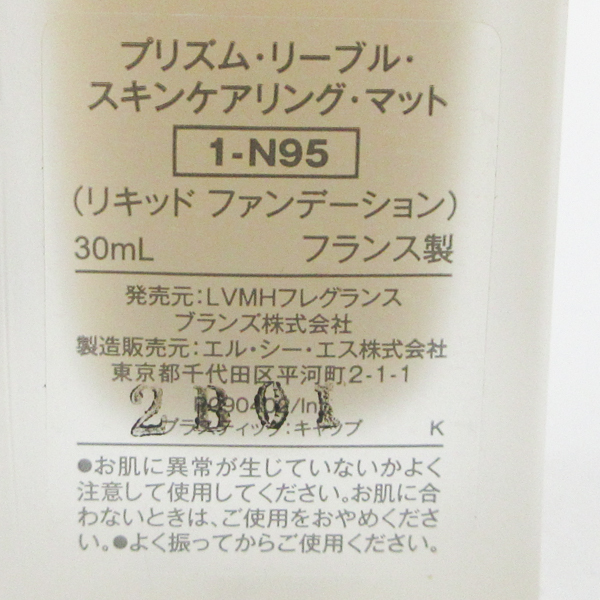 プリズム・リーブル・
スキンケアリング・マット
1-N95
（リキッド ファンデーション）
30mL フランス製
発売元：LVMHフレグランス
ブランズ株式会社
製造販売元：エル・シー・エス株式会社
東京都千代田区平河町2-1-1
2B01
プラスティック：キャップ K
●お肌に異常が生じていないかよく
注意して使用してください。お肌に合
わないときは、ご使用をおやめくださ
い。●よく振ってからご使用ください。